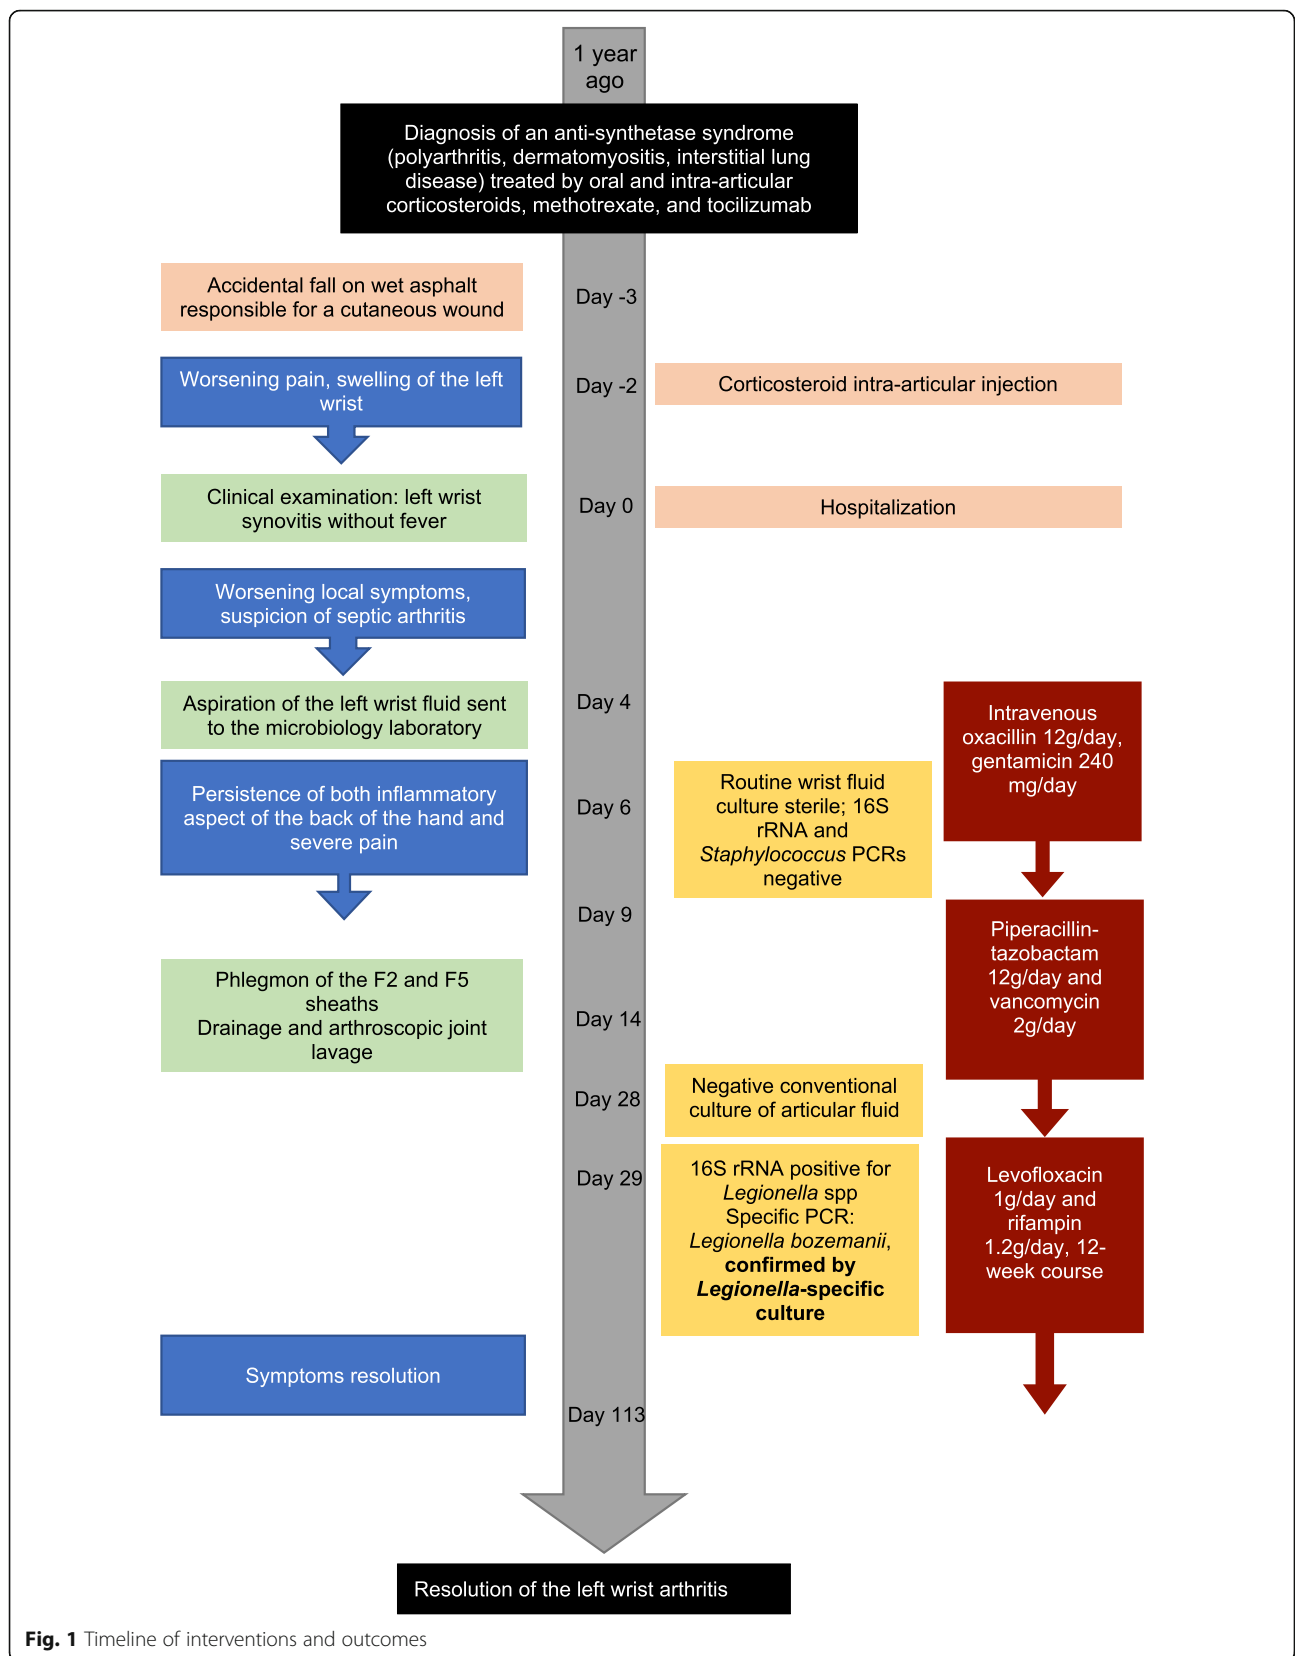 1 year
ago
Diagnosis of an anti-synthetase syndrome
(polyarthritis, dermatomyositis, interstitial lung
disease) treated by oral and intra-articular
corticosteroids, methotrexate, and tocilizumab
Accidental fall on wet asphalt
responsible for a cutaneous wound
Day -3
Worsening pain, swelling of the left
wrist
Day -2
Corticosteroid intra-articular injection
Clinical examination: left wrist
synovitis without fever
Day 0
Hospitalization
Worsening local symptoms,
suspicion of septic arthritis
Aspiration of the left wrist fluid sent
to the microbiology laboratory
Day 4
Intravenous
oxacillin 12g/day,
gentamicin 240
mg/day
Persistence of both inflammatory
aspect of the back of the hand and
severe pain
Day 6
Routine wrist fluid
culture sterile; 16S
rRNA and
Staphylococcus PCRs
negative
Day 9
Piperacillin-
tazobactam
12g/day and
vancomycin
2g/day
Phlegmon of the F2 and F5
sheaths
Drainage and arthroscopic joint
lavage
Day 14
Day 28
Negative conventional
culture of articular fluid
Day 29
16S rRNA positive for
Legionella spp
Specific PCR:
Legionella bozemanii,
confirmed by
Legionella-specific
culture
Levofloxacin
1g/day and
rifampin
1.2g/day, 12-
week course
Symptoms resolution
Day 113
Resolution of the left wrist arthritis
Fig. 1 Timeline of interventions and outcomes